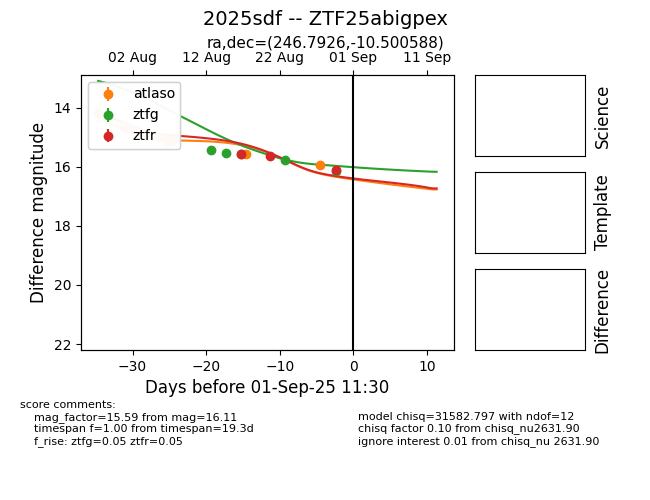 2025sdf -- ZTF25abigpex
ra,dec=(246.7926,-10.500588)
02 Aug 12 Aug 22 Aug 01 Sep 11 Sep
atlaso
ztfg
ztfr
14
16
18
20
22
Difference magnitude
−30 −20 −10 0 10
Days before 01-Sep-25 11:30
Science
Template
Difference
score comments:
mag_factor=15.59 from mag=16.11
timespan f=1.00 from timespan=19.3d
f_rise: ztfg=0.05 ztfr=0.05
model chisq=31582.797 with ndof=12
chisq factor 0.10 from chisq_nu2631.90
ignore interest 0.01 from chisq_nu 2631.90